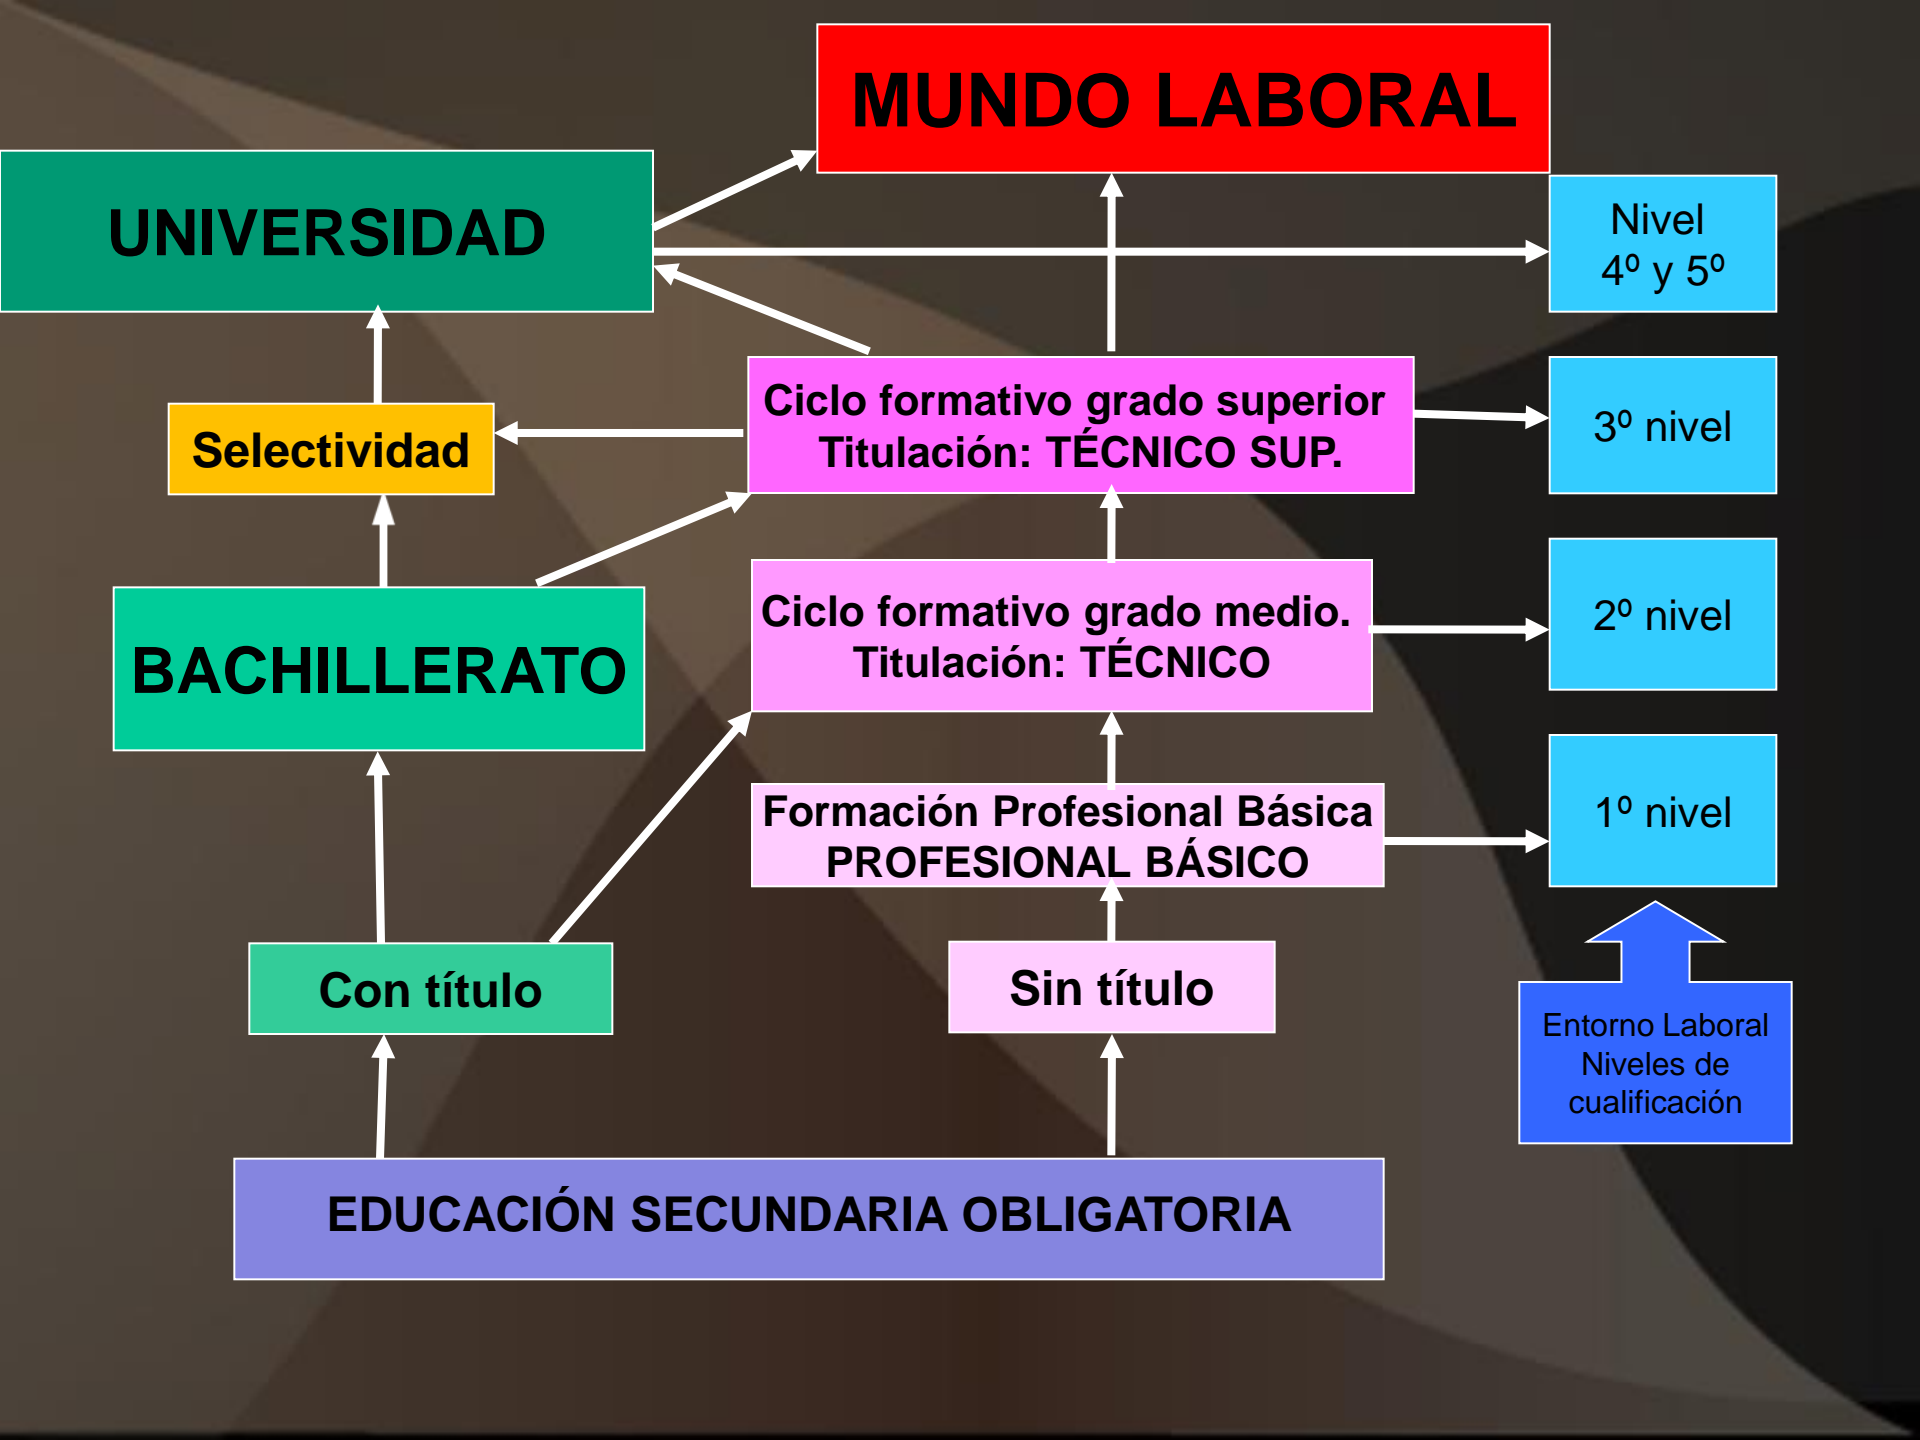 MUNDO LABORAL
UNIVERSIDAD
Nivel
4º y 5º
Ciclo formativo grado superior
Titulación: TÉCNICO SUP.
3º nivel
Selectividad
Ciclo formativo grado medio.
Titulación: TÉCNICO
2º nivel
BACHILLERATO
Formación Profesional Básica
PROFESIONAL BÁSICO
1º nivel
Con título
Sin título
Entorno Laboral
Niveles de
cualificación
EDUCACIÓN SECUNDARIA OBLIGATORIA